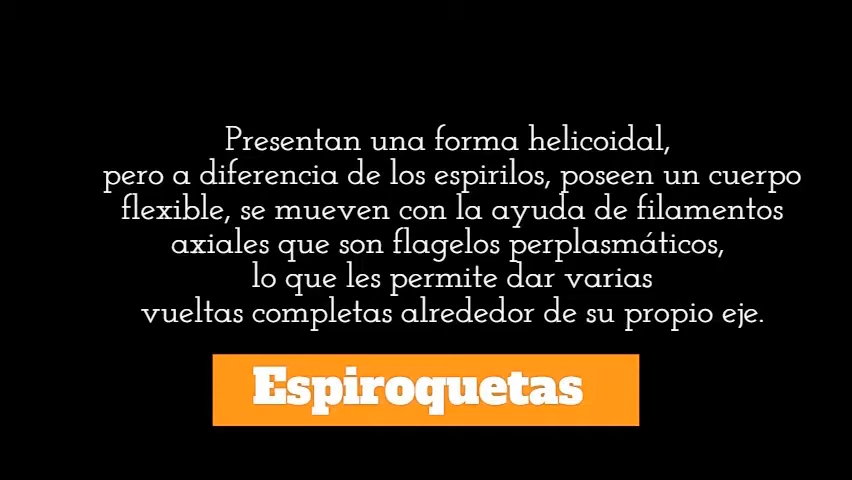 Presentan una forma helicoidal,
pero a diferencia de los espirilos, poseen un cuerpo
flexible, se mueven con la ayuda de filamentos
axiales que son flagelos perplasmáticos,
lo que les permite dar varias
vueltas completas alrededor de su propio eje.
Espiroquetas